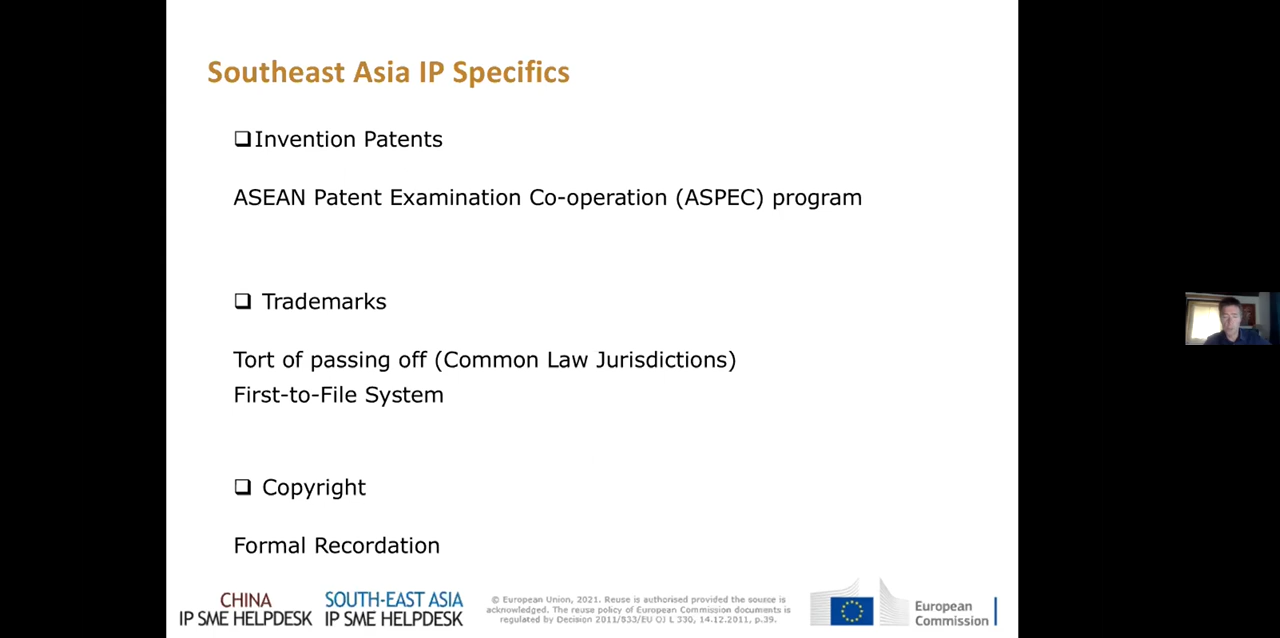 Southeast Asia IP Specifics
❑Invention Patents
ASEAN Patent Examination Co-operation (ASPEC) program
❑ Trademarks
Tort of passing off (Common Law Jurisdictions)
First-to-File System
❑ Copyright
Formal Recordation
CHINA
IP SME HELPDESK
SOUTH-EAST ASIA
IP SME HELPDESK
© European Union, 2021. Reuse is authorised provided the source is
acknowledged. The reuse policy of European Commission documents is
regulated by Decision 2011/833/EU OJ L 330, 14.12.2011, p.39.
European
Commission